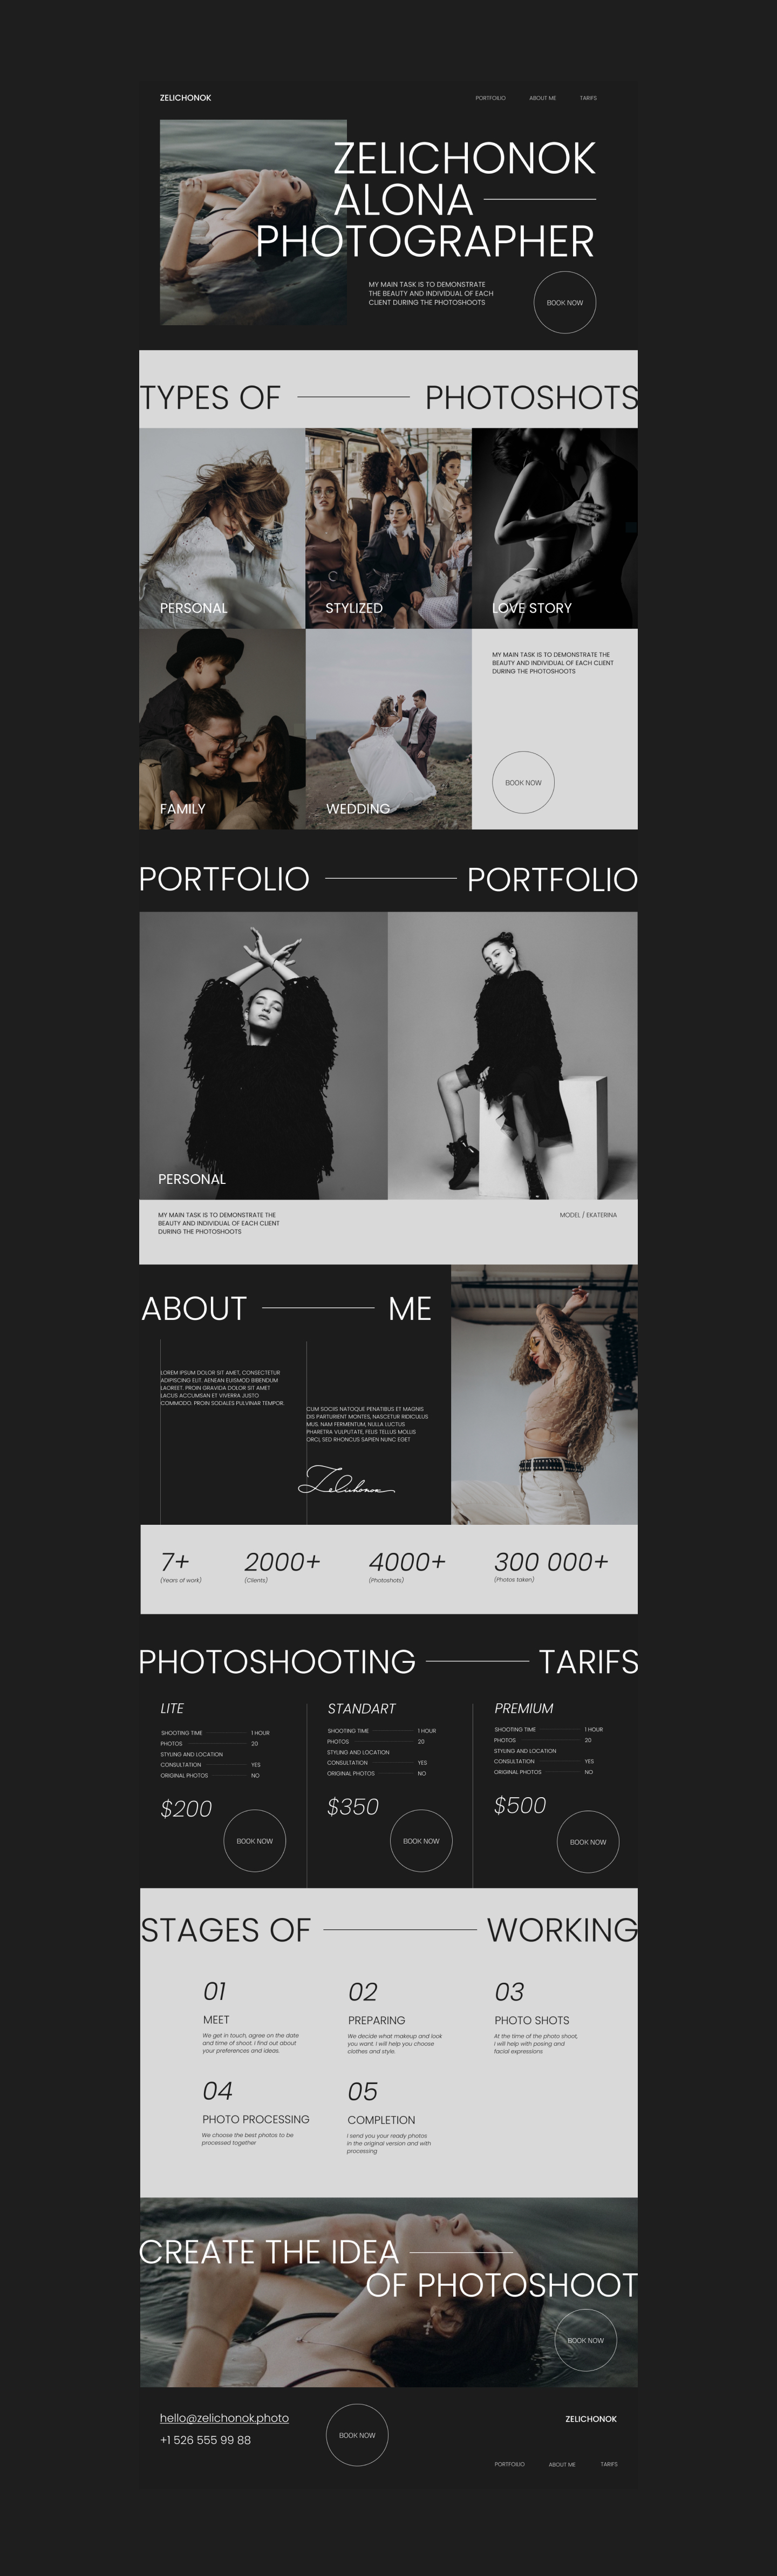 ZELICHONOK
PORTFOILIO ABOUT ME TARIFS
ZELICHONOK
ALONA
PHOTOGRAPHER
MY MAIN TASK IS TO DEMONSTRATE
THE BEAUTY AND INDIVIDUAL OF EACH
CLIENT DURING THE PHOTOSHOOTS
BOOK NOW
TYPES OF PHOTOSHOTS
PERSONAL
STYLIZED
LOVE STORY
FAMILY
WEDDING
MY MAIN TASK IS TO DEMONSTRATE THE
BEAUTY AND INDIVIDUAL OF EACH CLIENT
DURING THE PHOTOSHOOTS
BOOK NOW
PORTFOLIO PORTFOLIO
PERSONAL
MY MAIN TASK IS TO DEMONSTRATE THE
BEAUTY AND INDIVIDUAL OF EACH CLIENT
DURING THE PHOTOSHOOTS
MODEL / EKATERINA
ABOUT ME
LOREM IPSUM DOLOR SIT AMET, CONSECTETUR
ADIPISCING ELIT. AENEAN EUISMOD BIBENDUM
LAOREET. PROIN GRAVIDA DOLOR SIT AMET
LACUS ACCUMSAN ET VIVERRA JUSTO
COMMODO. PROIN SODALES PULVINAR TEMPOR.
CUM SOCIIS NATOQUE PENATIBUS ET MAGNIS
DIS PARTURIENT MONTES, NASCETUR RIDICULUS
MUS. NAM FERMENTUM, NULLA LUCTUS
PHARETRA VULPUTATE, FELIS TELLUS MOLLIS
ORCI, SED RHONCUS SAPIEN NUNC EGET
Zelichonok
7+
(Years of work)
2000+
(Clients)
4000+
(Photoshots)
300 000+
(Photos taken)
PHOTOSHOOTING TARIFS
LITE
SHOOTING TIME 1 HOUR
PHOTOS 20
STYLING AND LOCATION
CONSULTATION YES
ORIGINAL PHOTOS NO
$200
BOOK NOW
STANDART
SHOOTING TIME 1 HOUR
PHOTOS 20
STYLING AND LOCATION
CONSULTATION YES
ORIGINAL PHOTOS NO
$350
BOOK NOW
PREMIUM
SHOOTING TIME 1 HOUR
PHOTOS 20
STYLING AND LOCATION
CONSULTATION YES
ORIGINAL PHOTOS NO
$500
BOOK NOW
STAGES OF WORKING
01
MEET
We get in touch, agree on the date
and time of shoot. I find out about
your preferences and ideas.
02
PREPARING
We decide what makeup and look
you want. I will help you choose
clothes and style.
03
PHOTO SHOTS
At the time of the photo shoot,
I will help with posing and
facial expressions
04
PHOTO PROCESSING
We choose the best photos to be
processed together
05
COMPLETION
I send you your ready photos
in the original version and with
processing
CREATE THE IDEA
OF PHOTOSHOOT
BOOK NOW
hello@zelichonok.photo
+1 526 555 99 88
BOOK NOW
ZELICHONOK
PORTFOILIO ABOUT ME TARIFS